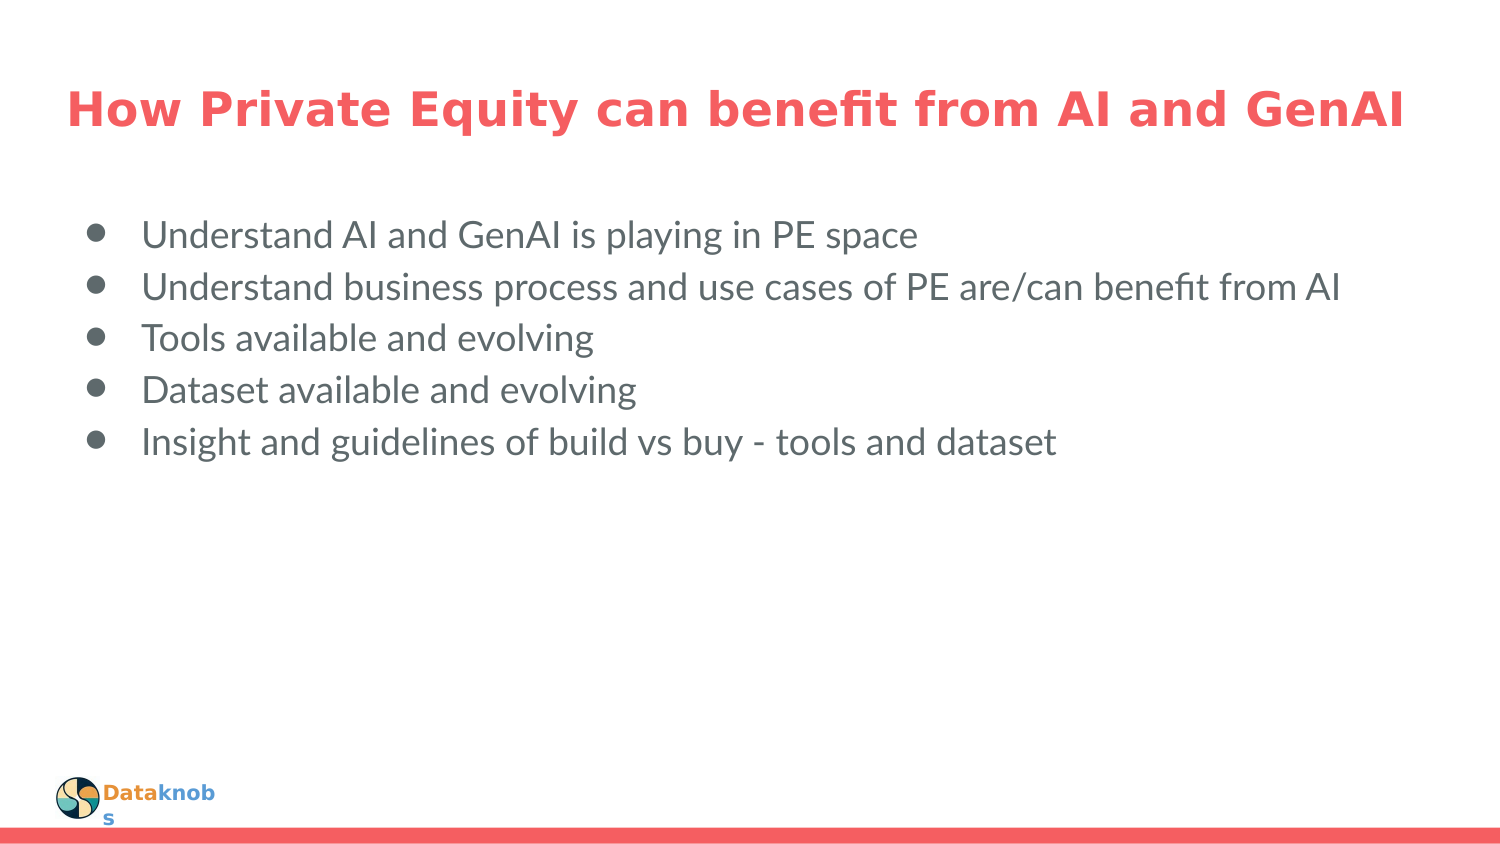 How Private Equity can benefit from AI and GenAI
● Understand AI and GenAI is playing in PE space
● Understand business process and use cases of PE are/can benefit from AI
● Tools available and evolving
● Dataset available and evolving
● Insight and guidelines of build vs buy - tools and dataset
Dataknob
s